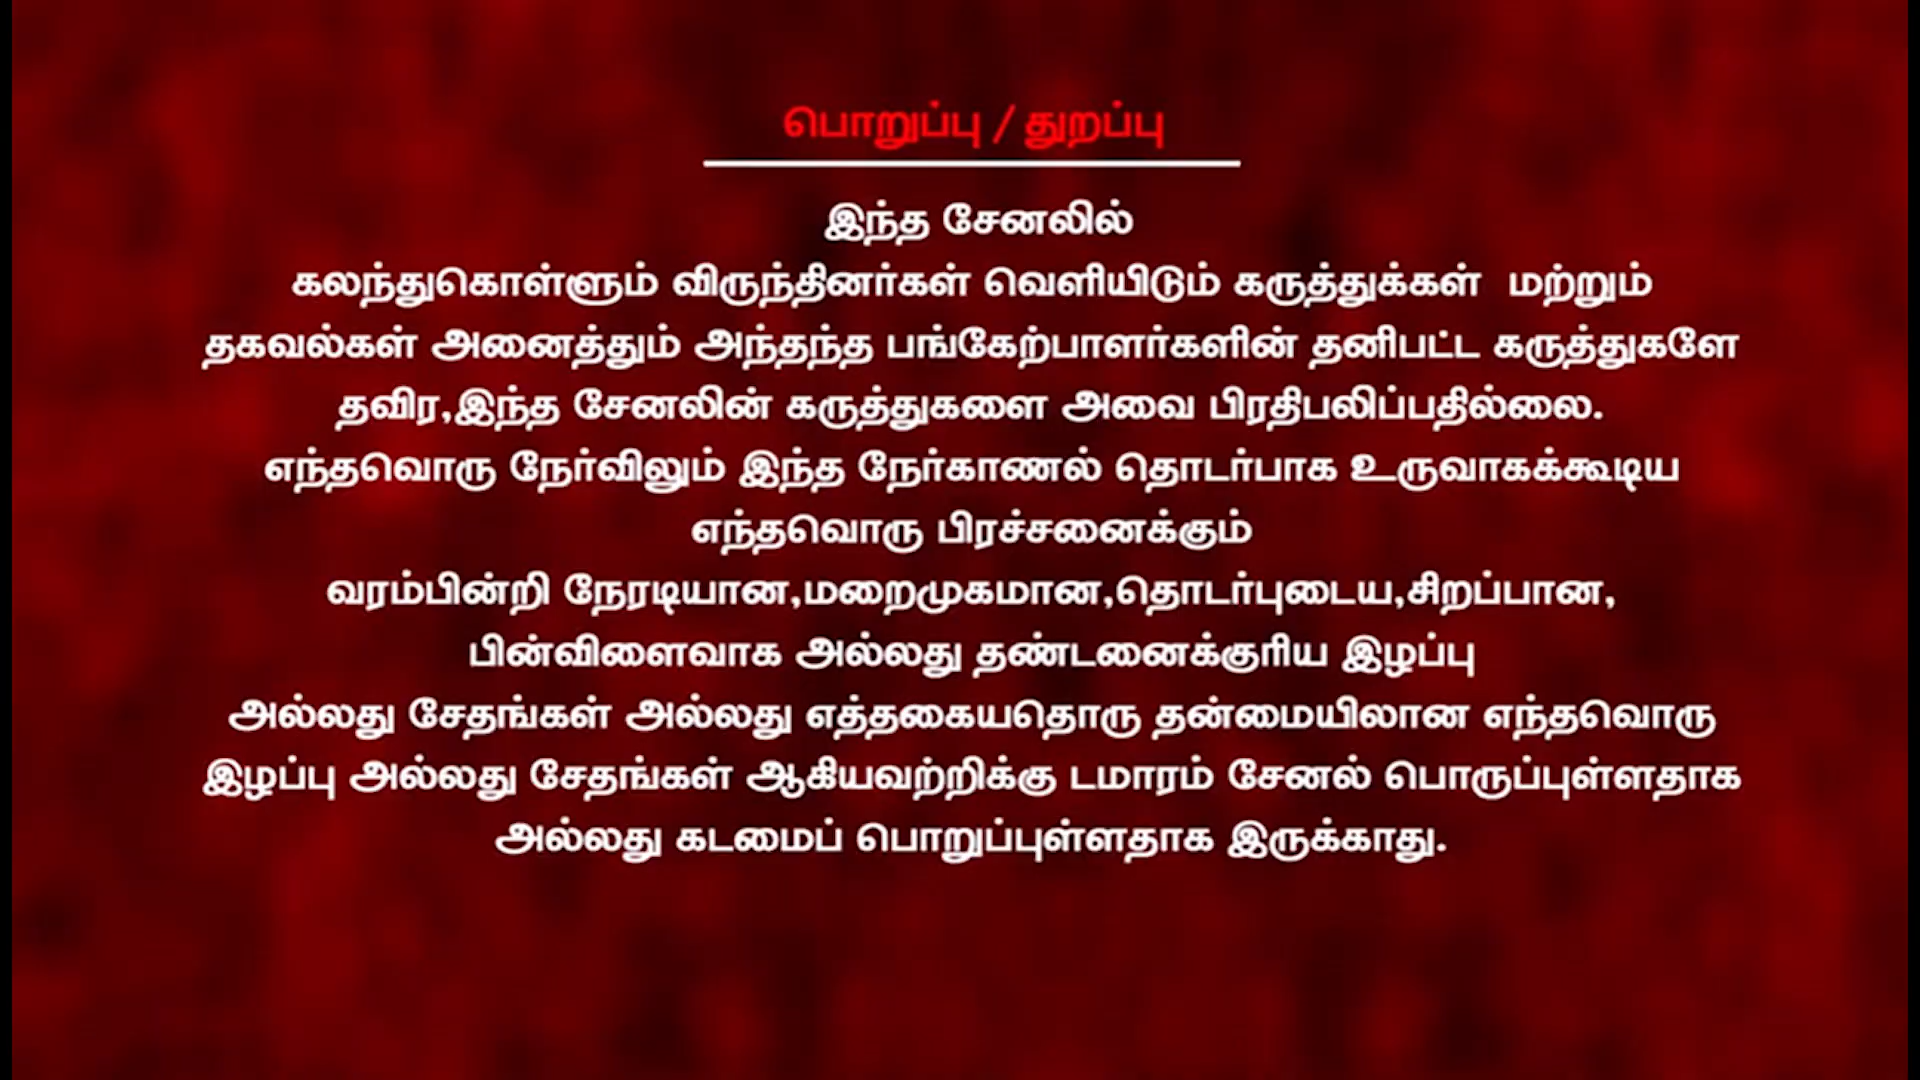 பொறுப்பு / துறப்பு
இந்த சேனலில்
கலந்துகொள்ளும் விருந்தினர்கள் வெளியிடும் கருத்துக்கள் மற்றும்
தகவல்கள் அனைத்தும் அந்தந்த பங்கேற்பாளர்களின் தனிபட்ட கருத்துகளே
தவிர,இந்த சேனலின் கருத்துகளை அவை பிரதிபலிப்பதில்லை.
எந்தவொரு நேர்விலும் இந்த நேர்காணல் தொடர்பாக உருவாகக்கூடிய
எந்தவொரு பிரச்சனைக்கும்
வரம்பின்றி நேரடியான,மறைமுகமான,தொடர்புடைய,சிறப்பான,
பின்விளைவாக அல்லது தண்டனைக்குரிய இழப்பு
அல்லது சேதங்கள் அல்லது எத்தகையதொரு தன்மையிலான எந்தவொரு
இழப்பு அல்லது சேதங்கள் ஆகியவற்றிக்கு டமாரம் சேனல் பொருப்புள்ளதாக
அல்லது கடமைப் பொறுப்புள்ளதாக இருக்காது.